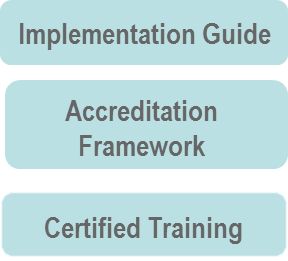 Implementation Guide
Accreditation
Framework
Certified Training